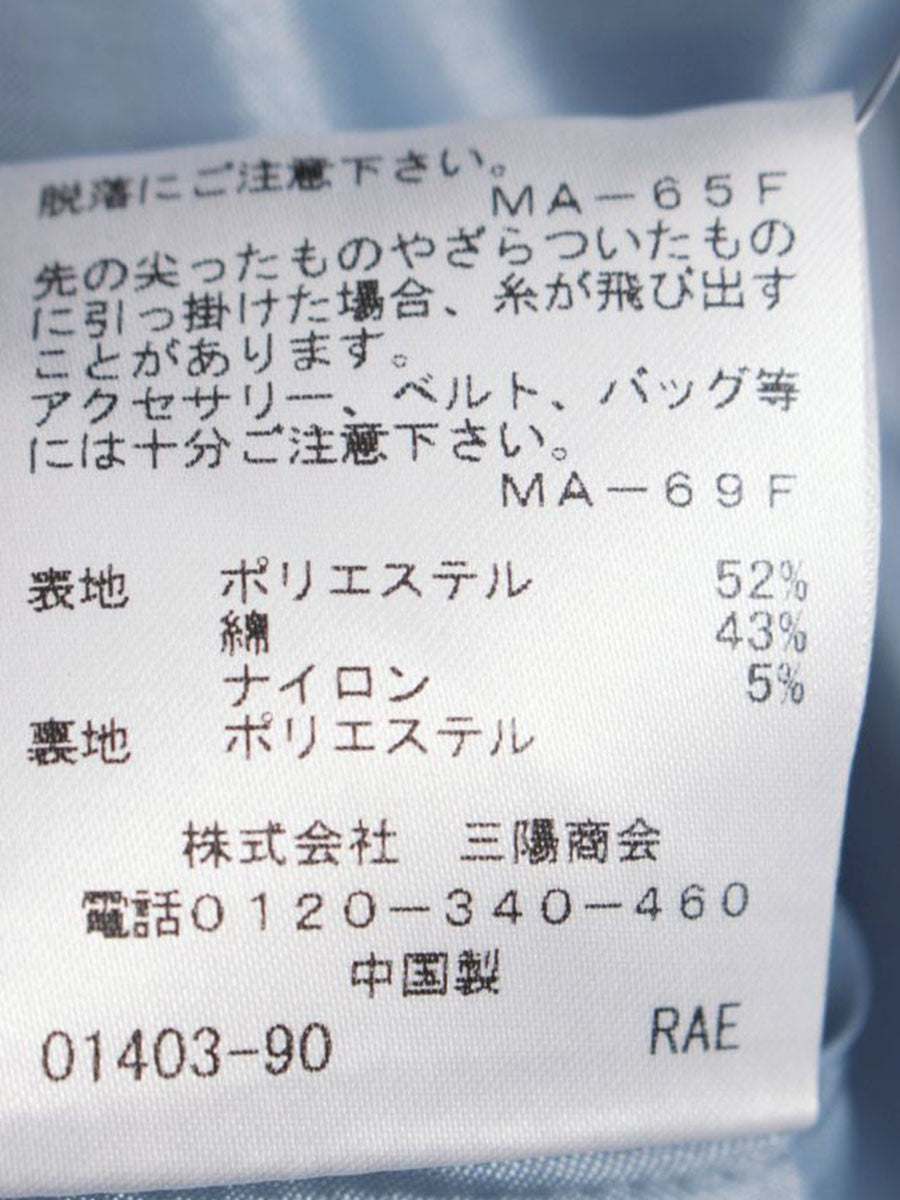 脱落にご注意下さい。
MA-65F
先の尖ったものやざらついたもの
に引っ掛けた場合、糸が飛び出す
ことがあります。
アクセサリー、ベルト、バッグ等
には十分ご注意下さい。
MA-69F
表地 ポリエステル 52%
綿 43%
ナイロン 5%
裏地 ポリエステル
株式会社 三陽商会
電話0120-340-460
中国製
01403-90 RAE